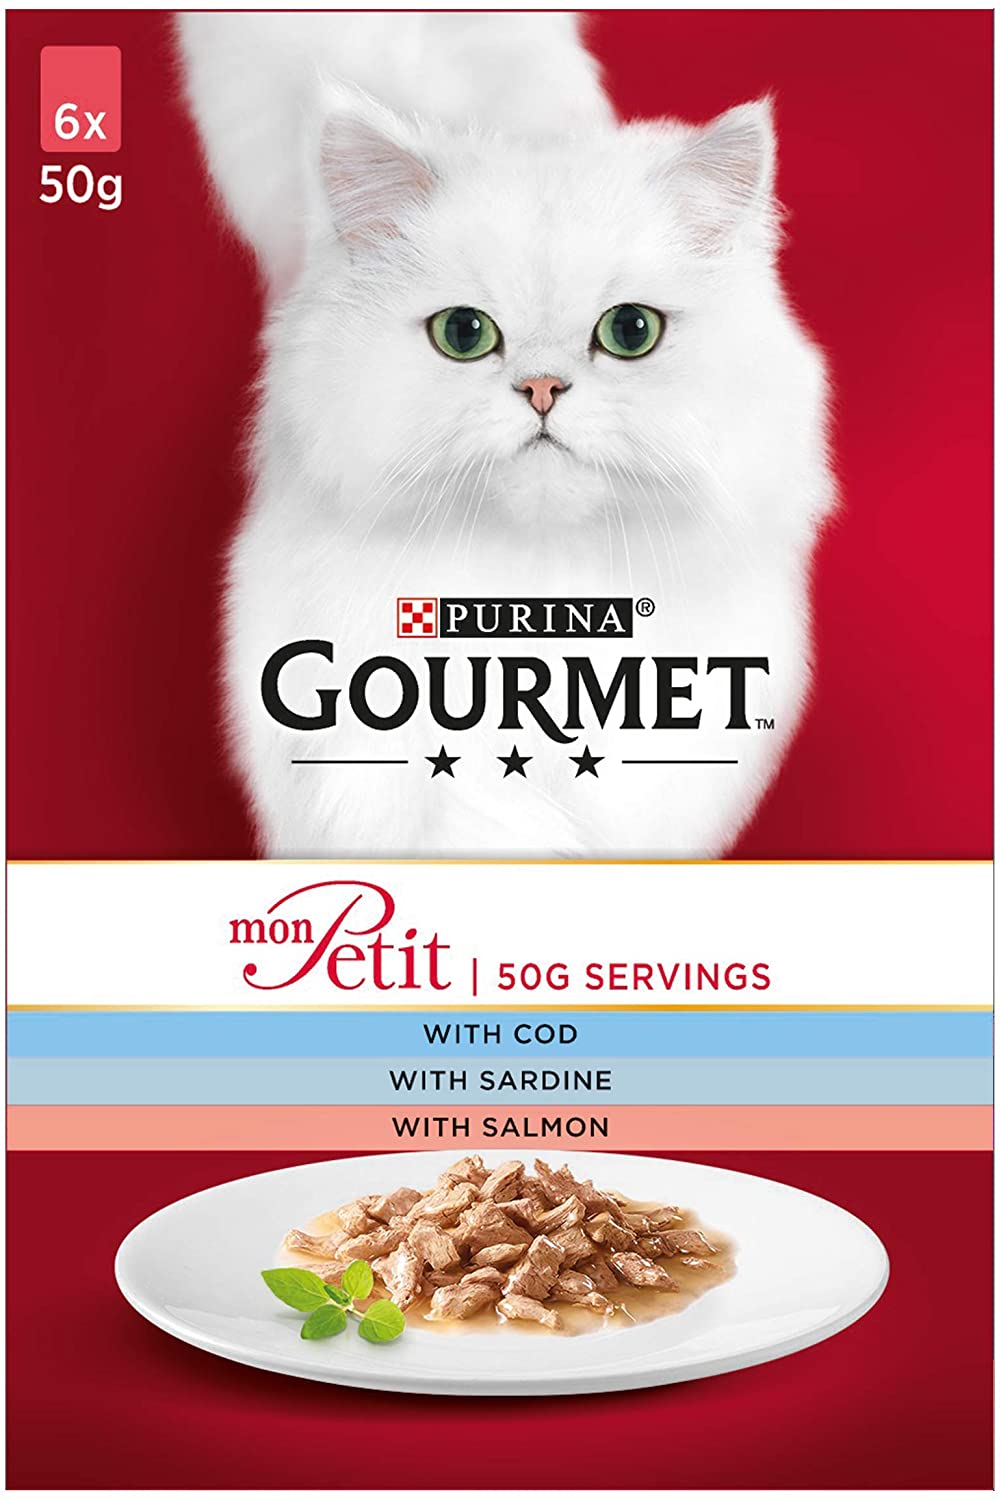 6x
50g
PURINA®
GOURMET™
mon Petit | 50G SERVINGS
WITH COD
WITH SARDINE
WITH SALMON